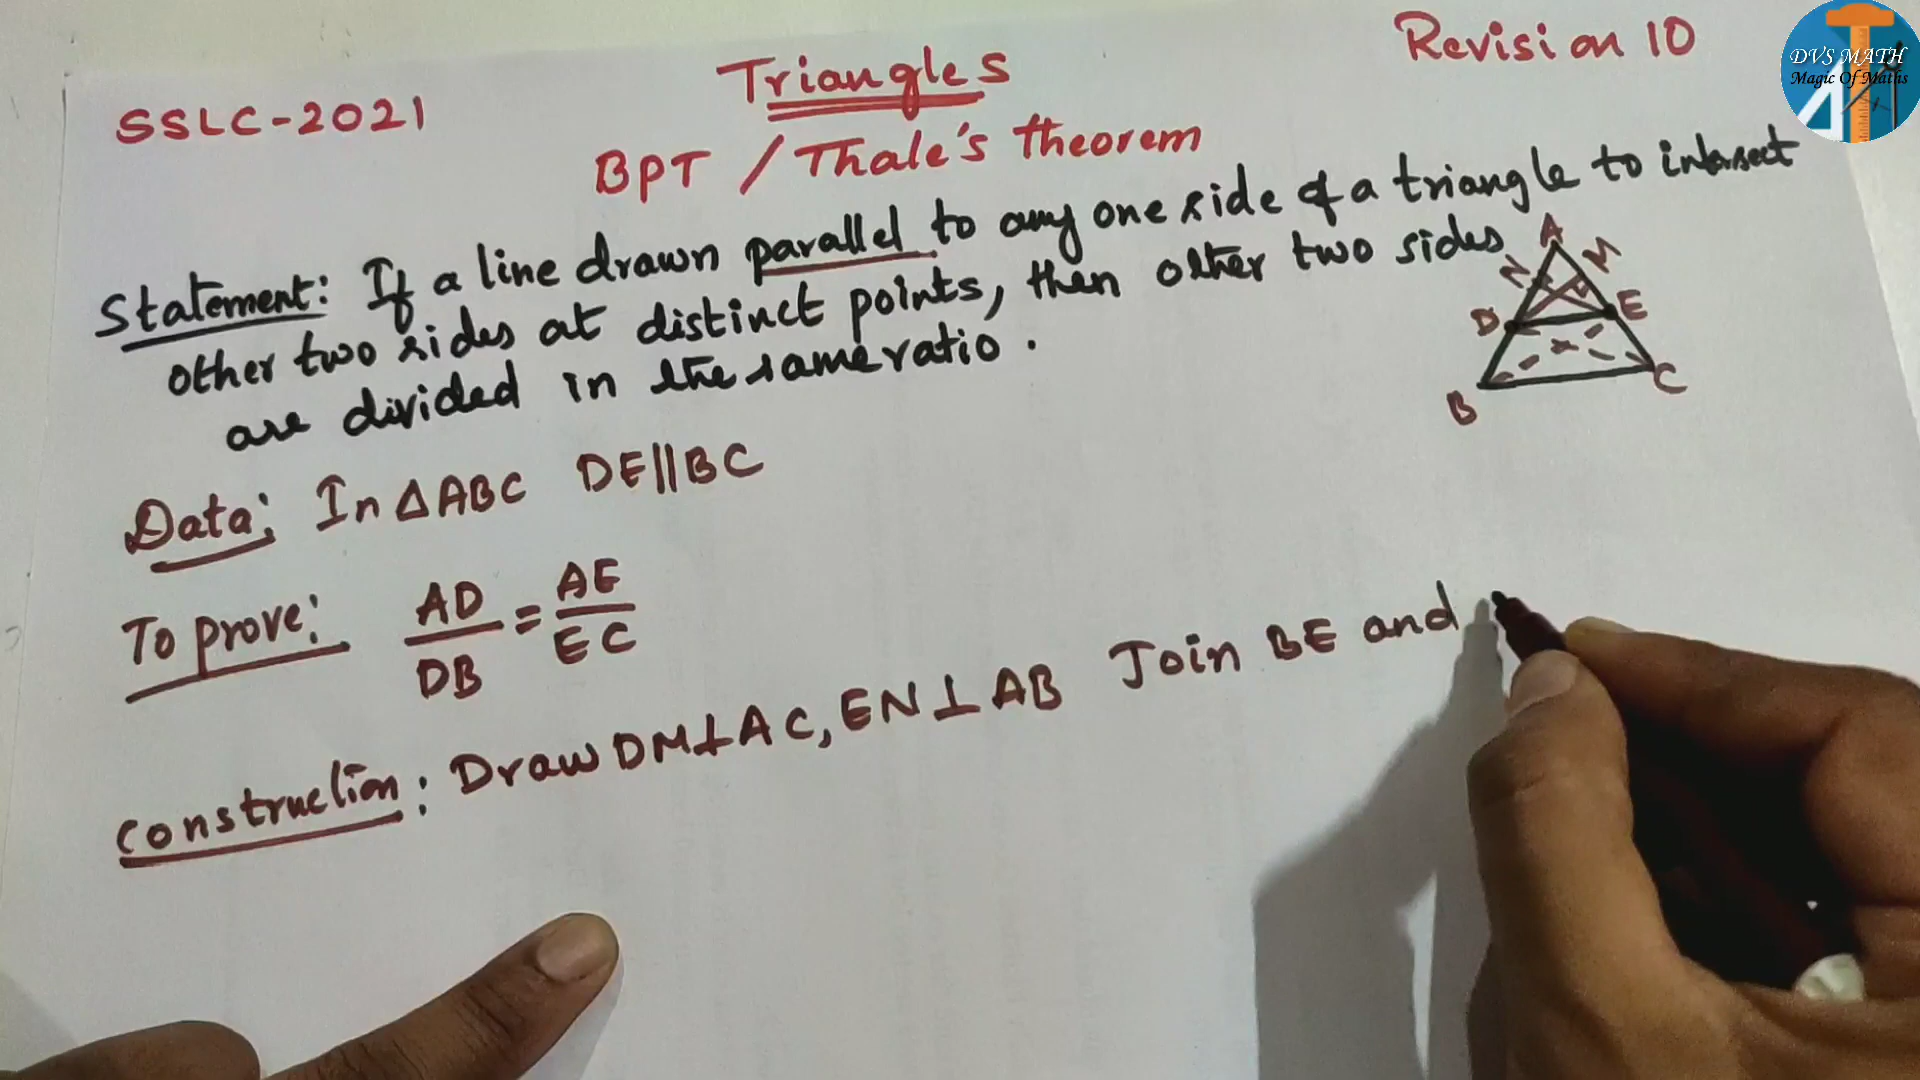 Revision 10
DVS MATH
Magic Of Maths
Triangles
SSLC-2021
BPT / Thale's theorem
Statement: If a line drawn parallel to any one side of a triangle to intersect
other two sides at distinct points, then other two sides
are divided in the same ratio.
A
N M
D E
B C
Data: In △ABC DE||BC
To prove: AD/DB = AE/EC
Construction: Draw DM⊥AC, EN⊥AB Join BE and